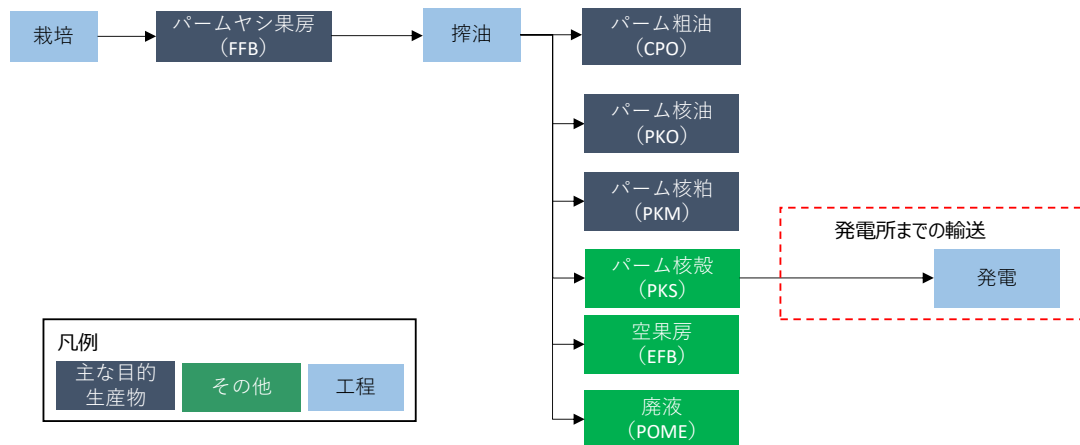 栽培
パームヤシ果房
（FFB）
搾油
パーム粗油
（CPO）
パーム核油
（PKO）
パーム核粕
（PKM）
発電所までの輸送
パーム核殻
（PKS）
発電
空果房
（EFB）
廃液
（POME）
凡例
主な目的
生産物
その他
工程